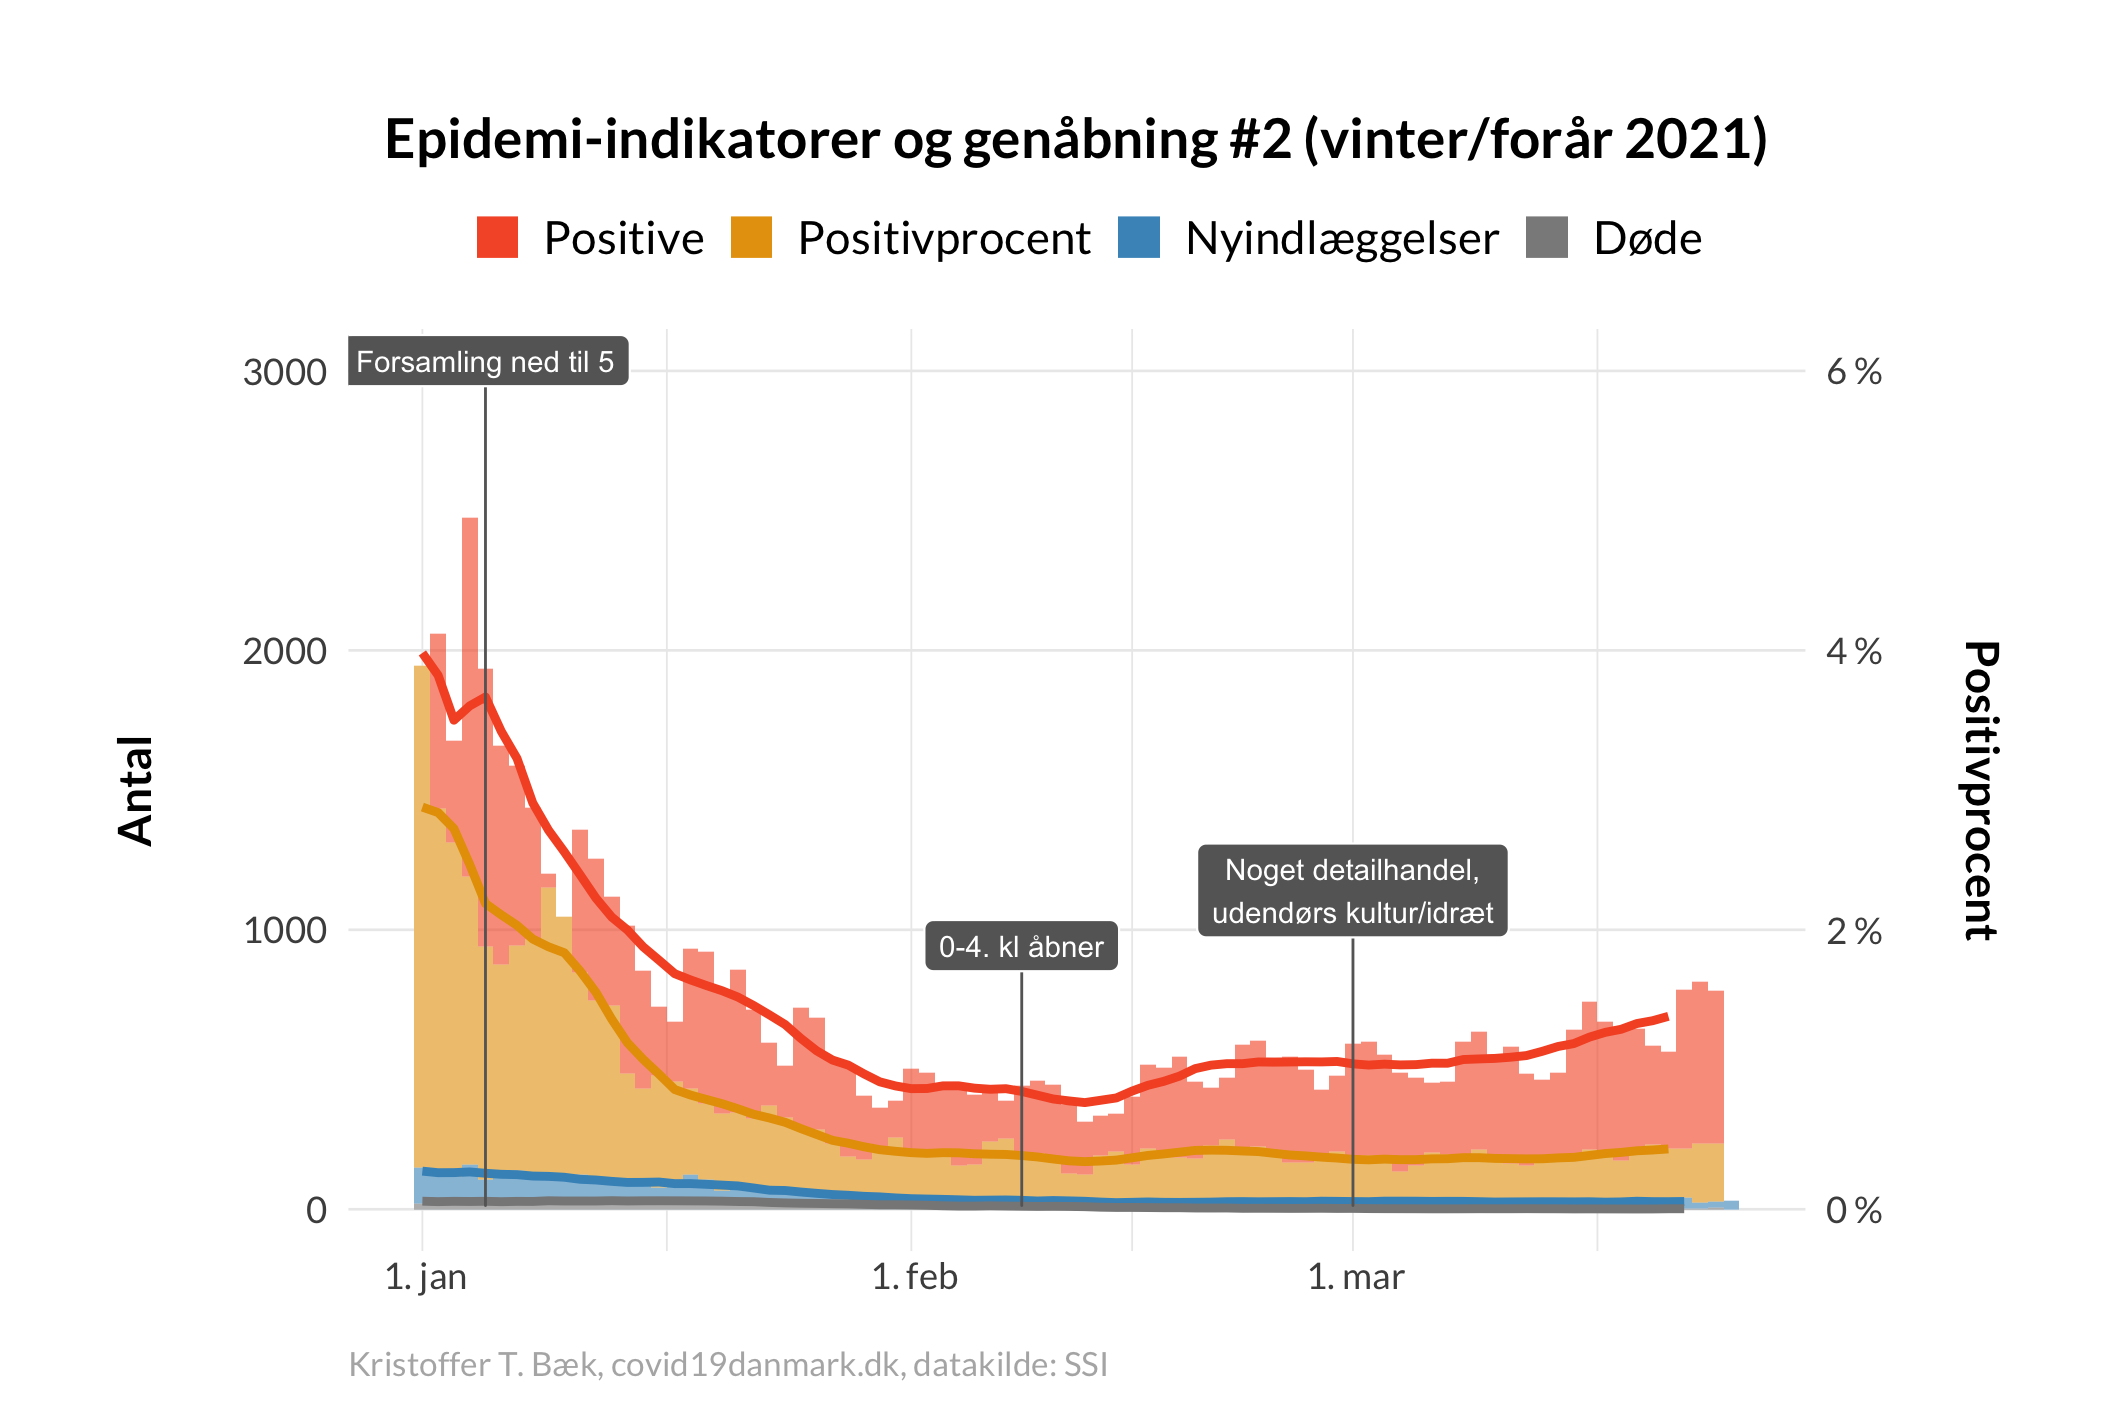 Epidemi-indikatorer og genåbning #2 (vinter/forår 2021)
Positive Positivprocent Nyindlæggelser Døde
Forsamling ned til 5
3000
2000
1000
0
Antal
6 %
4 %
2 %
0 %
Positivprocent
0-4. kl åbner
Noget detailhandel,
udendørs kultur/idræt
1. jan 1. feb 1. mar
Kristoffer T. Bæk, covid19danmark.dk, datakilde: SSI